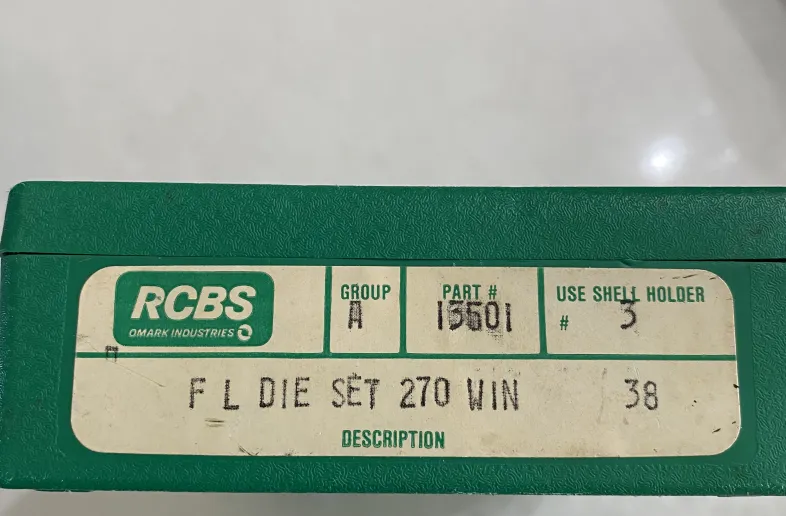 RCBS
OMARK INDUSTRIES
GROUP
A
PART #
15601
USE SHELL HOLDER
# 3
F L DIE SET 270 WIN 38
DESCRIPTION